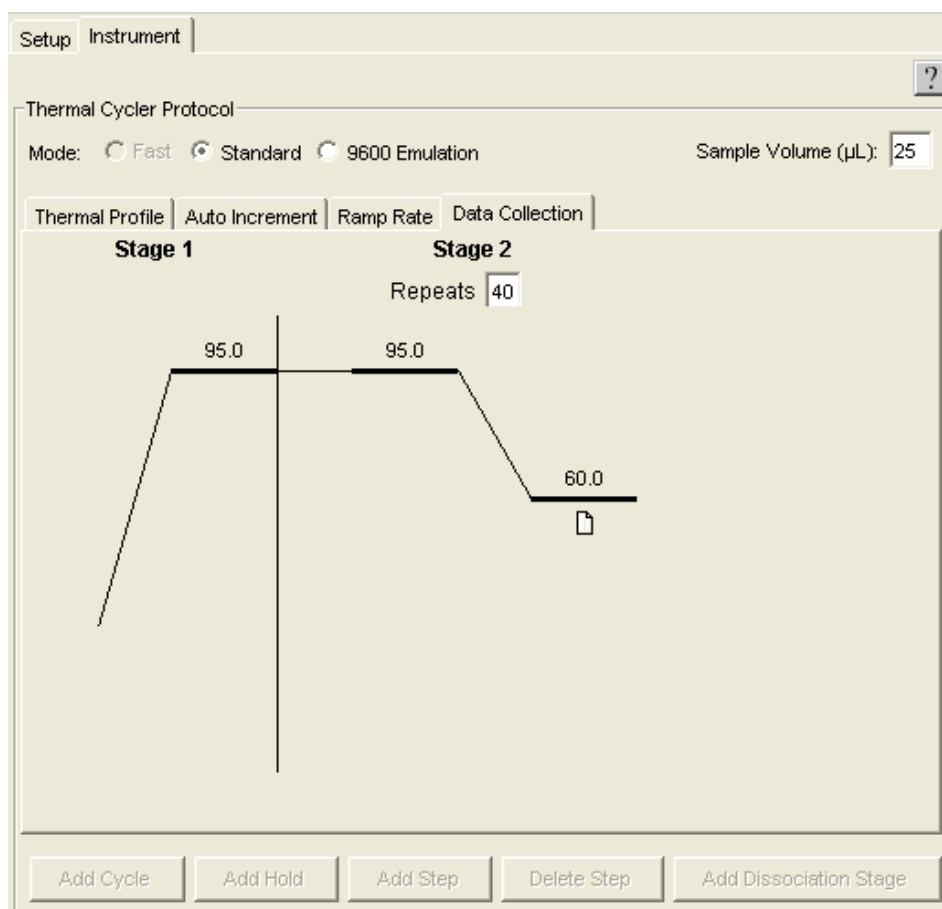 Setup Instrument
?
Thermal Cycler Protocol
Mode: Fast Standard 9600 Emulation Sample Volume (µL): 25
Thermal Profile Auto Increment Ramp Rate Data Collection
Stage 1 Stage 2
Repeats 40
95.0 95.0
60.0
Add Cycle Add Hold Add Step Delete Step Add Dissociation Stage